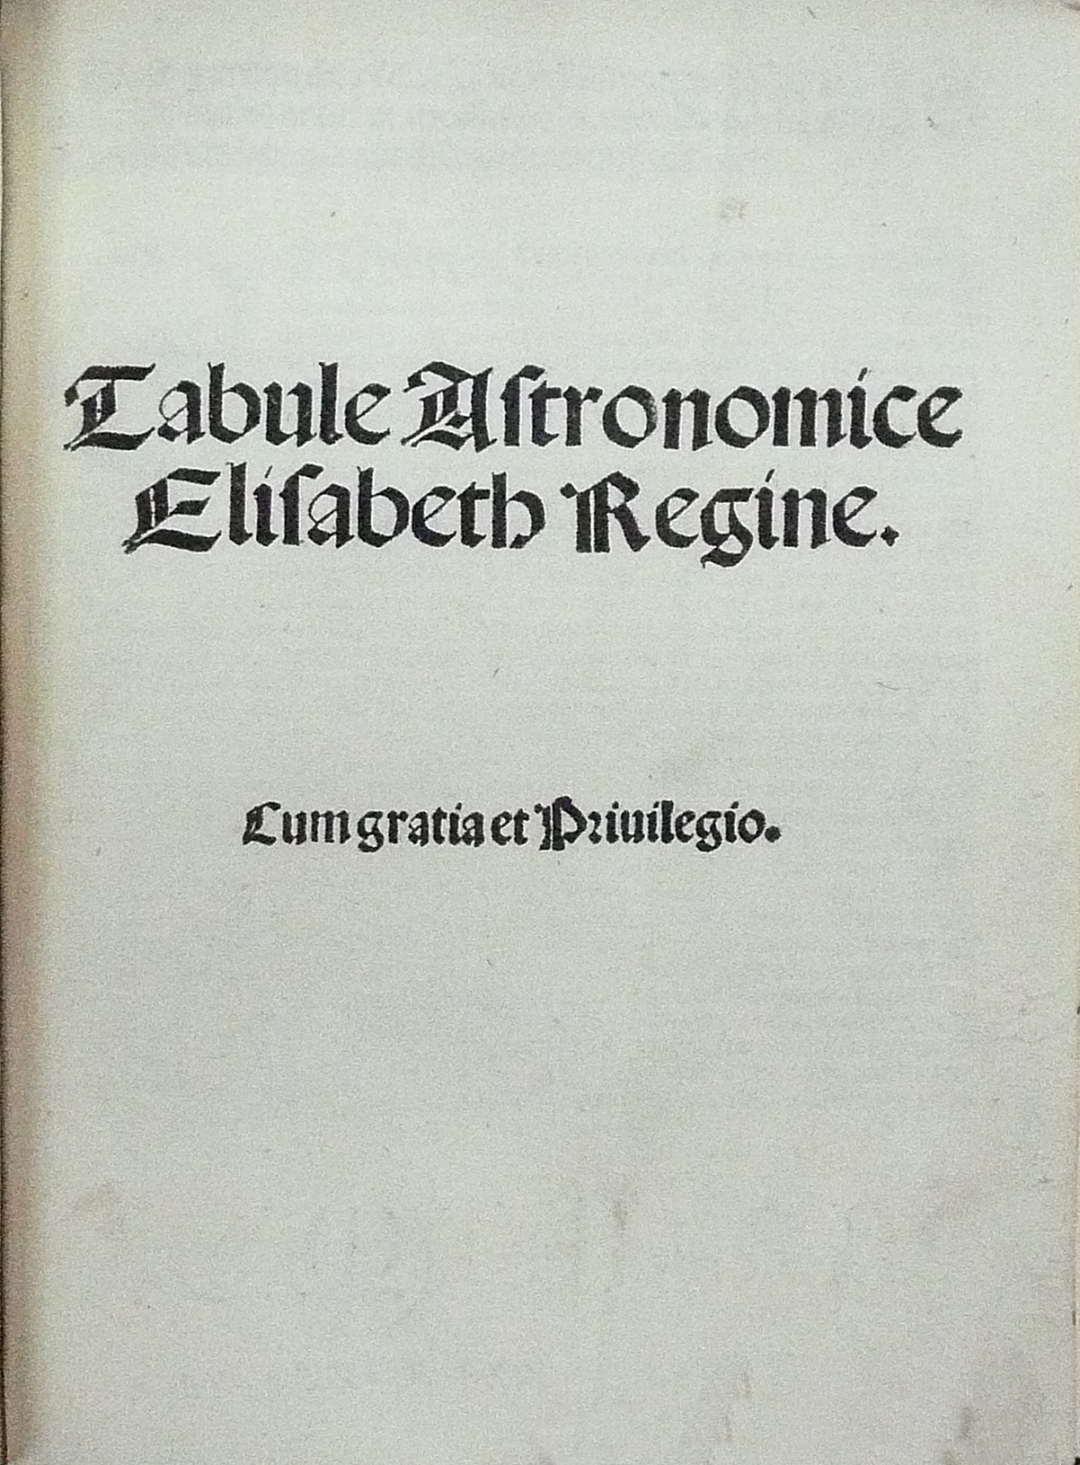 Tabule Aſtronomice
Eliſabeth Regine.
Cum gratia et Priuilegio.